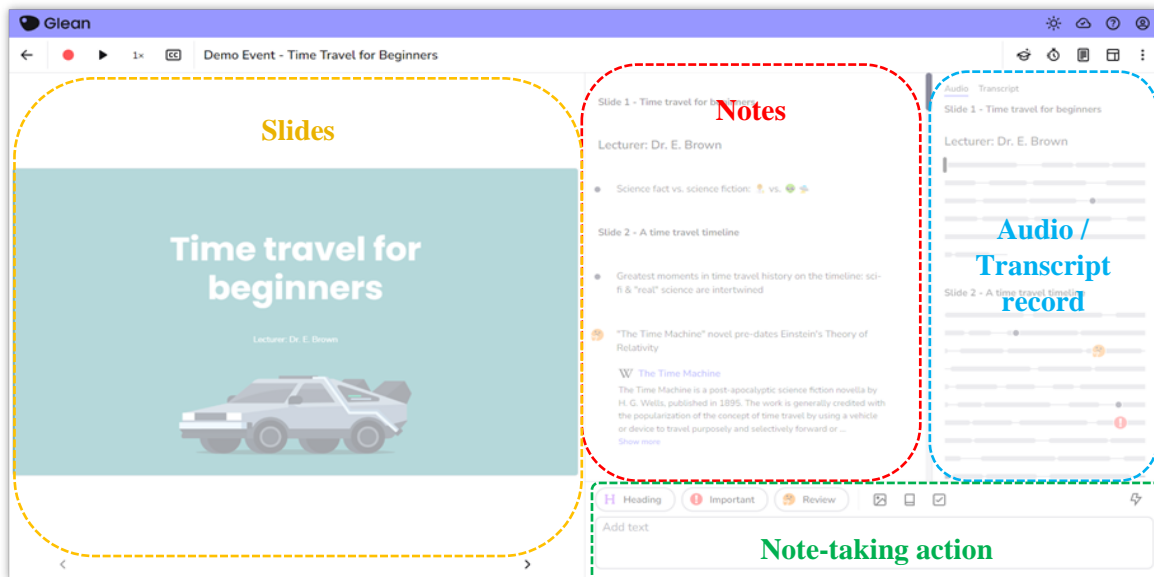 Glean
1×
CC
Demo Event - Time Travel for Beginners
Slides
Time travel for
beginners
Lecturer: Dr. E. Brown
Notes
Slide 1 - Time travel for beginners
Lecturer: Dr. E. Brown
Science fact vs. science fiction: vs.
Slide 2 - A time travel timeline
Greatest moments in time travel history on the timeline: sci-
fi & "real" science are intertwined
"The Time Machine" novel pre-dates Einstein's Theory of
Relativity
W The Time Machine
The Time Machine is a post-apocalyptic science fiction novella by
H. G. Wells, published in 1895. The work is generally credited with
the popularization of the concept of time travel by using a vehicle
or device to travel purposely and selectively forward or ...
Show more
Audio Transcript
Slide 1 - Time travel for beginners
Lecturer: Dr. E. Brown
Audio /
Transcript
record
Slide 2 - A time travel timeline
H Heading
Important
Review
Add text
Note-taking action